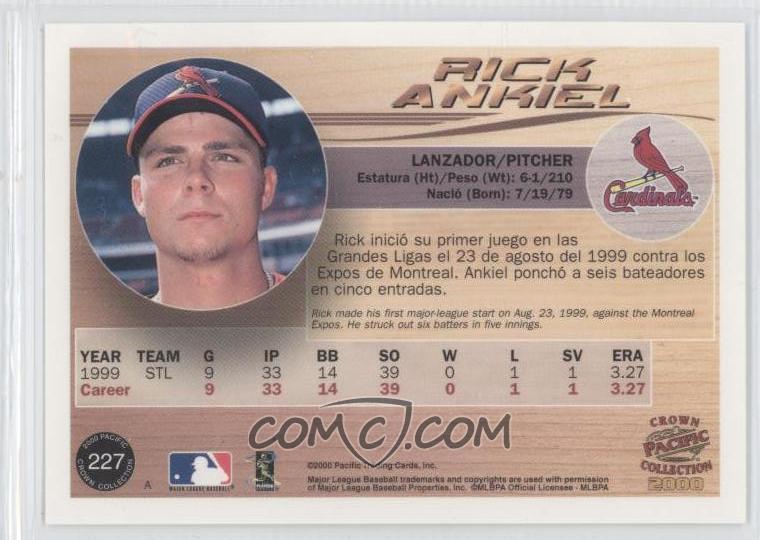 RICK
ANKIEL
LANZADOR/PITCHER
Estatura (Ht)/Peso (Wt): 6-1/210
Nació (Born): 7/19/79
Cardinals
Rick inició su primer juego en las
Grandes Ligas el 23 de agosto del 1999 contra los
Expos de Montreal. Ankiel ponchó a seis bateadores
en cinco entradas.
Rick made his first major-league start on Aug. 23, 1999, against the Montreal
Expos. He struck out six batters in five innings.
YEAR TEAM G IP BB SO W L SV ERA
1999 STL 9 33 14 39 0 1 1 3.27
Career 9 33 14 39 0 1 1 3.27
COMC.COM
2000 PACIFIC
227
CROWN COLLECTION
A
MAJOR LEAGUE BASEBALL
©2000 Pacific Trading Cards, Inc.
Major League Baseball trademarks and copyrights are used with permission
of Major League Baseball Properties, Inc. ©MLBPA Official Licensee - MLBPA
CROWN
PACIFIC
COLLECTION
2000